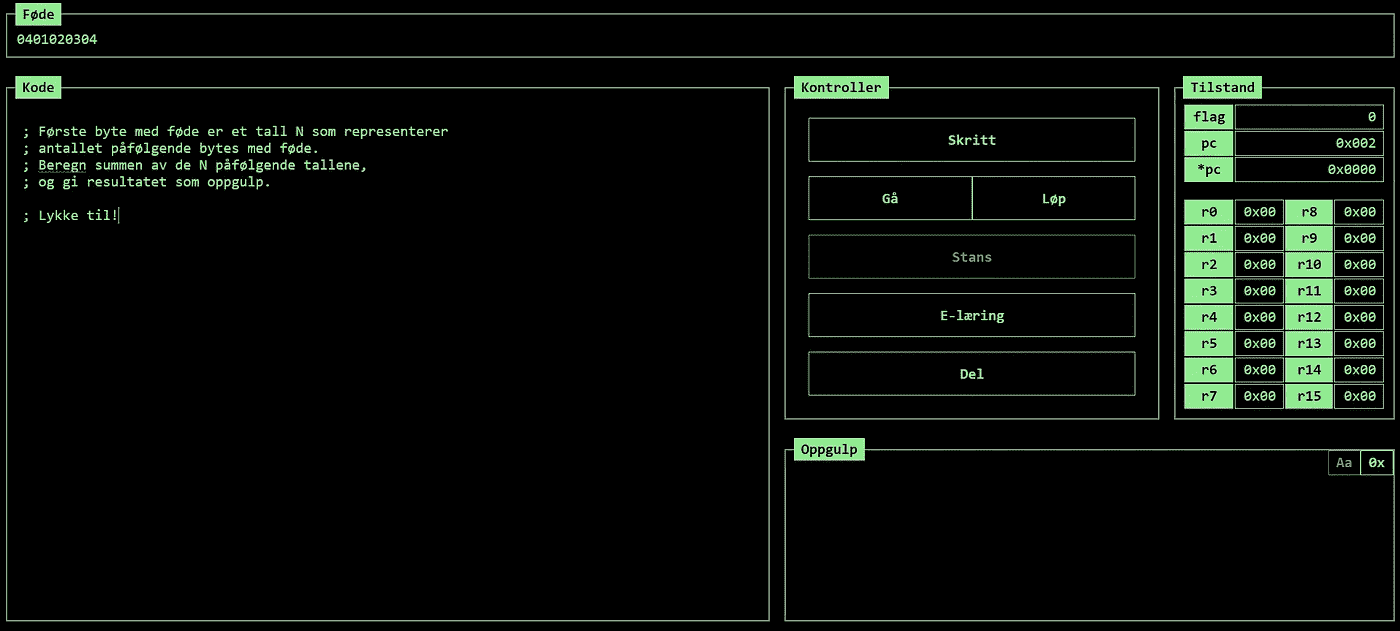 Føde
0401020304
Kode
; Første byte med føde er et tall N som representerer
; antallet påfølgende bytes med føde.
; Beregn summen av de N påfølgende tallene,
; og gi resultatet som oppgulp.
; Lykke til!
Kontroller
Skritt
Gå Løp
Stans
E-læring
Del
Tilstand
flag 0
pc 0x002
*pc 0x0000
r0 0x00 r8 0x00
r1 0x00 r9 0x00
r2 0x00 r10 0x00
r3 0x00 r11 0x00
r4 0x00 r12 0x00
r5 0x00 r13 0x00
r6 0x00 r14 0x00
r7 0x00 r15 0x00
Oppgulp
Aa 0x